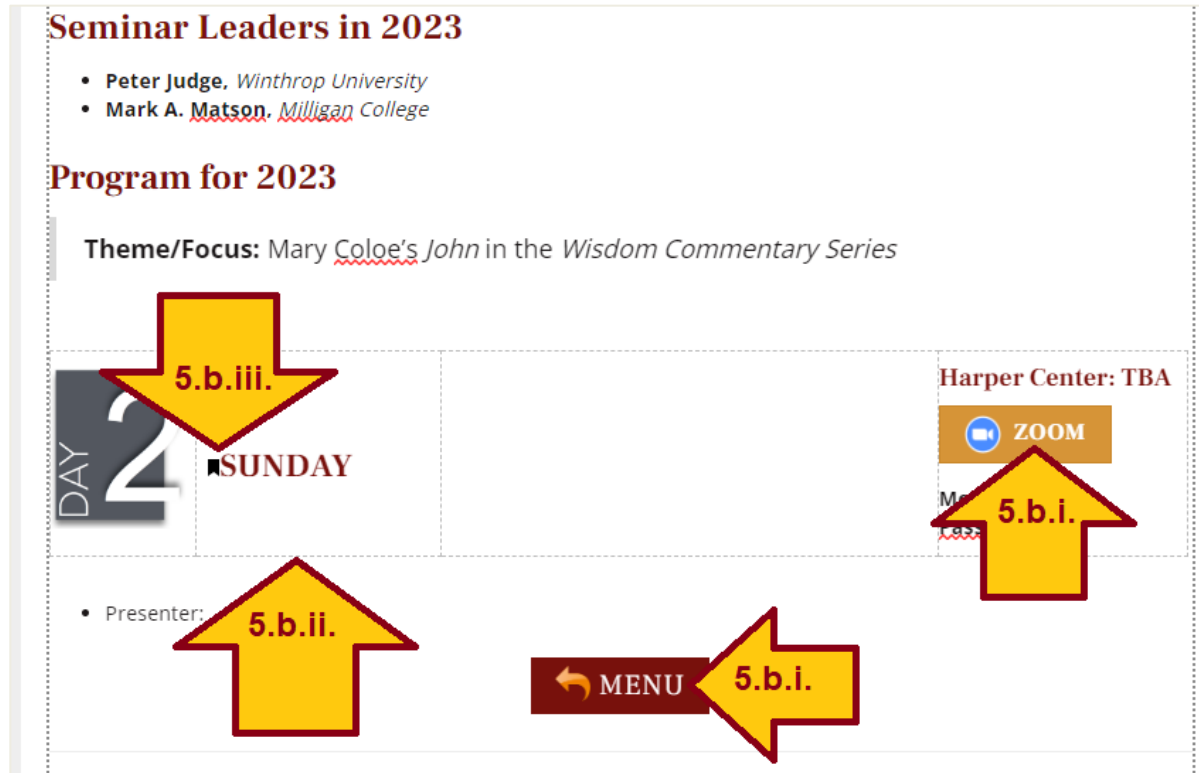 Seminar Leaders in 2023
• Peter Judge, Winthrop University
• Mark A. Matson, Milligan College
Program for 2023
Theme/Focus: Mary Coloe's John in the Wisdom Commentary Series
5.b.iii.
DAY 2
SUNDAY
Harper Center: TBA
ZOOM
5.b.i.
• Presenter:
5.b.ii.
MENU
5.b.i.